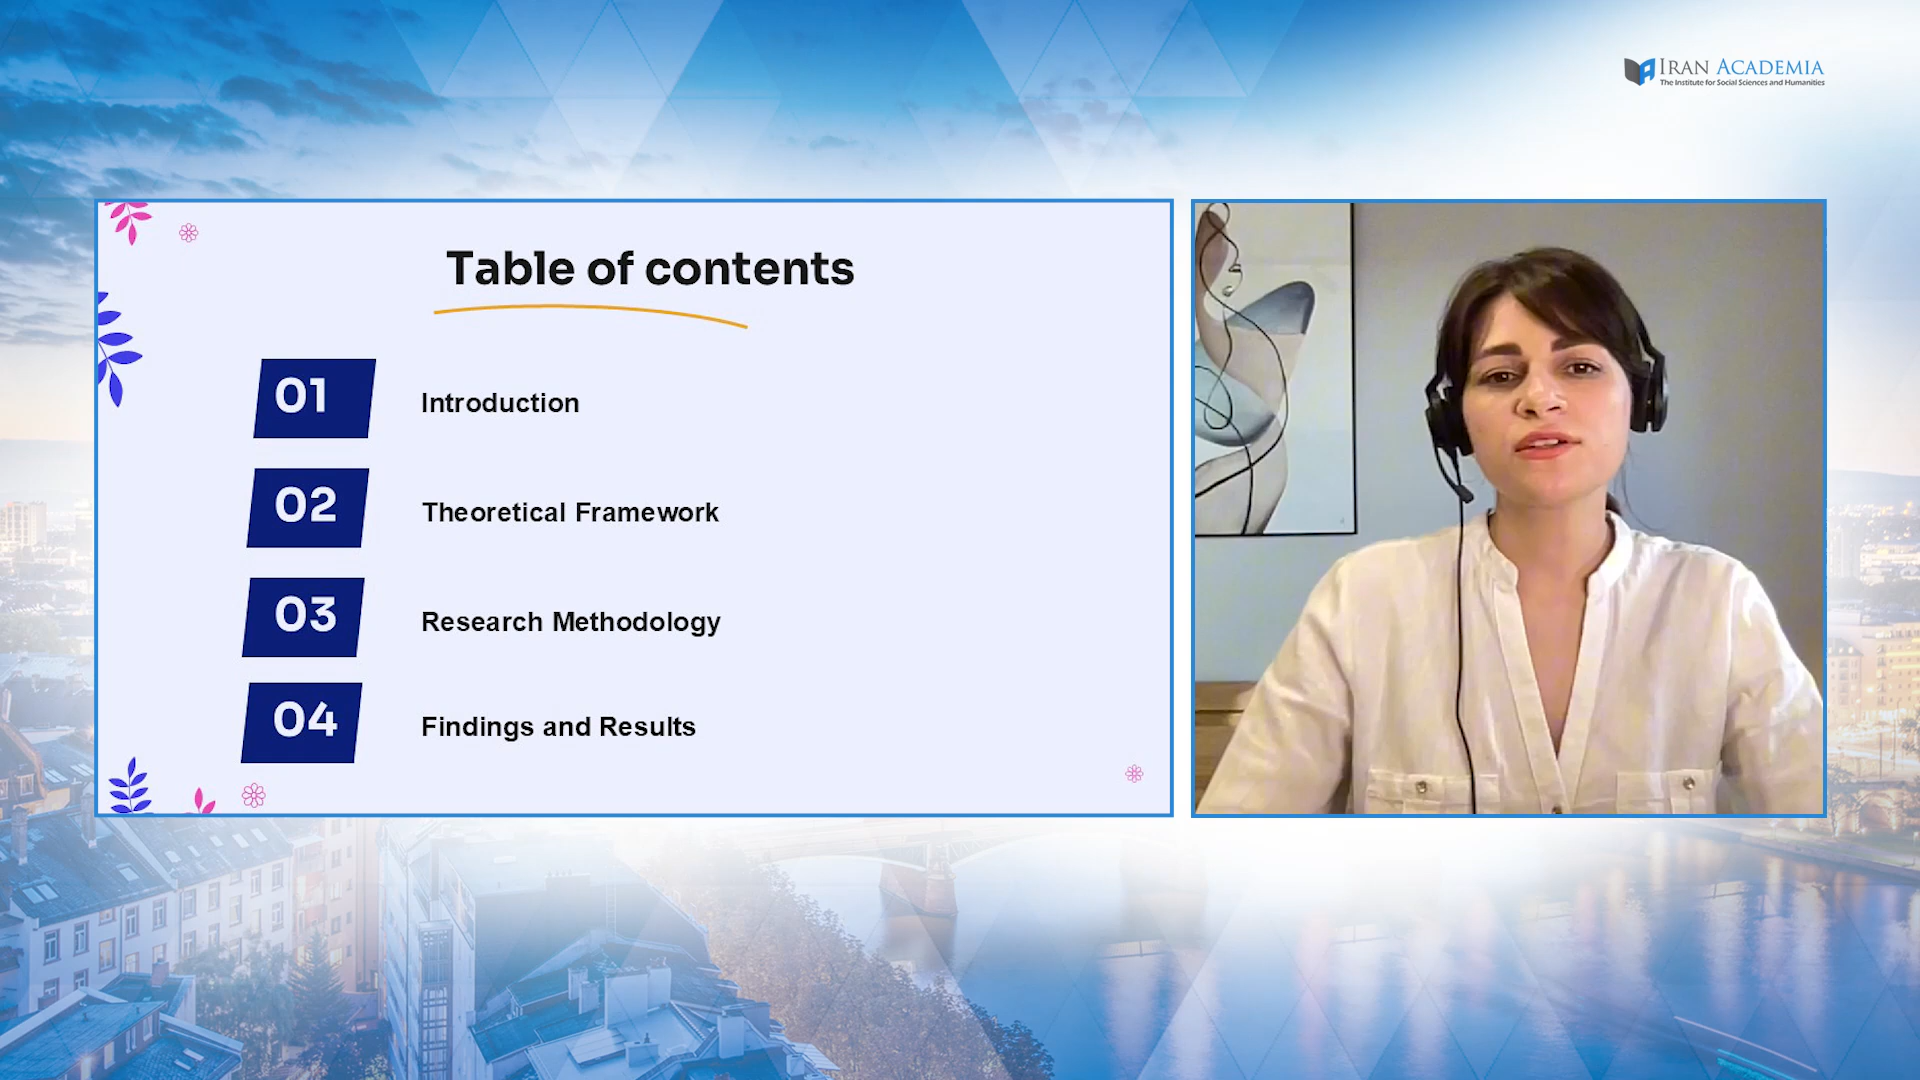 IRAN ACADEMIA
The Institute for Social Sciences and Humanities
Table of contents
01 Introduction
02 Theoretical Framework
03 Research Methodology
04 Findings and Results